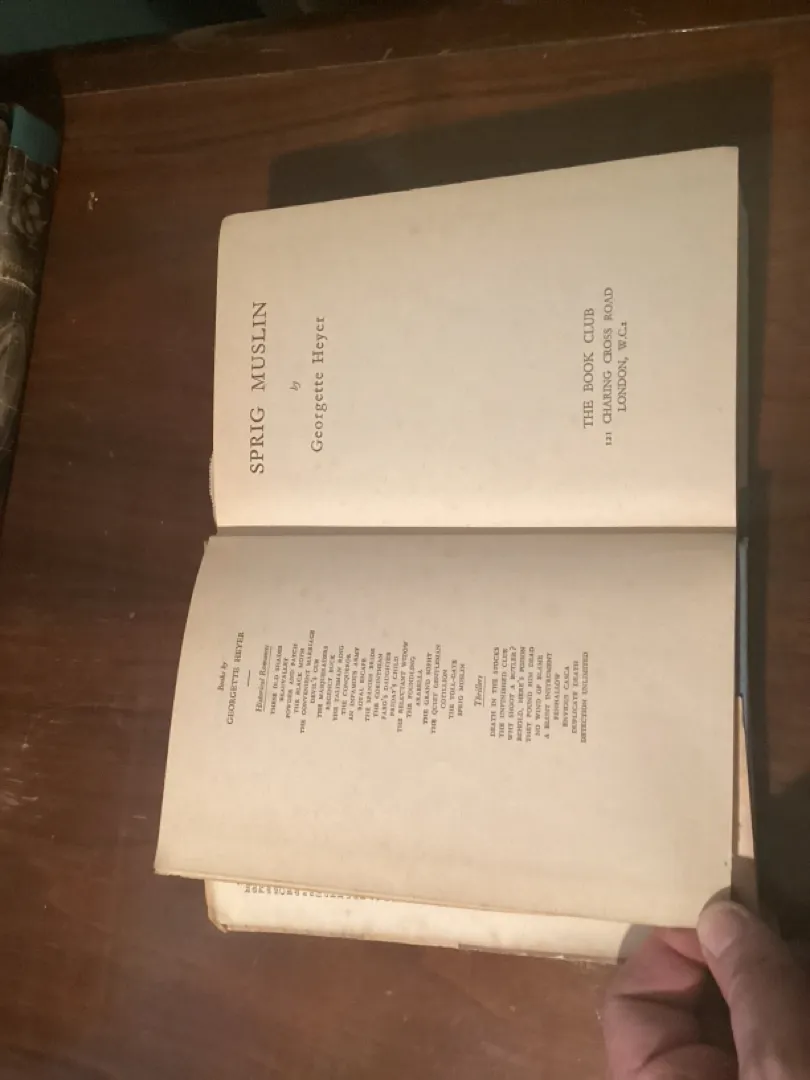 Books by
GEORGETTE HEYER
Historical Romances
THESE OLD SHADES
BEAUVALLET
POWDER AND PATCH
THE BLACK MOTH
THE CONVENIENT MARRIAGE
DEVIL'S CUB
THE MASQUERADERS
REGENCY BUCK
THE TALISMAN RING
THE CONQUEROR
AN INFAMOUS ARMY
ROYAL ESCAPE
THE SPANISH BRIDE
THE CORINTHIAN
FARO'S DAUGHTER
FRIDAY'S CHILD
THE RELUCTANT WIDOW
THE FOUNDLING
ARABELLA
THE GRAND SOPHY
THE QUIET GENTLEMAN
COTILLION
THE TOLL-GATE
SPRIG MUSLIN
Thrillers
DEATH IN THE STOCKS
THE UNFINISHED CLUE
WHY SHOOT A BUTLER?
BEHOLD, HERE'S POISON
THEY FOUND HIM DEAD
NO WIND OF BLAME
A BLUNT INSTRUMENT
PENHALLOW
ENVIOUS CASCA
DUPLICATE DEATH
DETECTION UNLIMITED
SPRIG MUSLIN
by
Georgette Heyer
THE BOOK CLUB
121 CHARING CROSS ROAD
LONDON, W.C.2